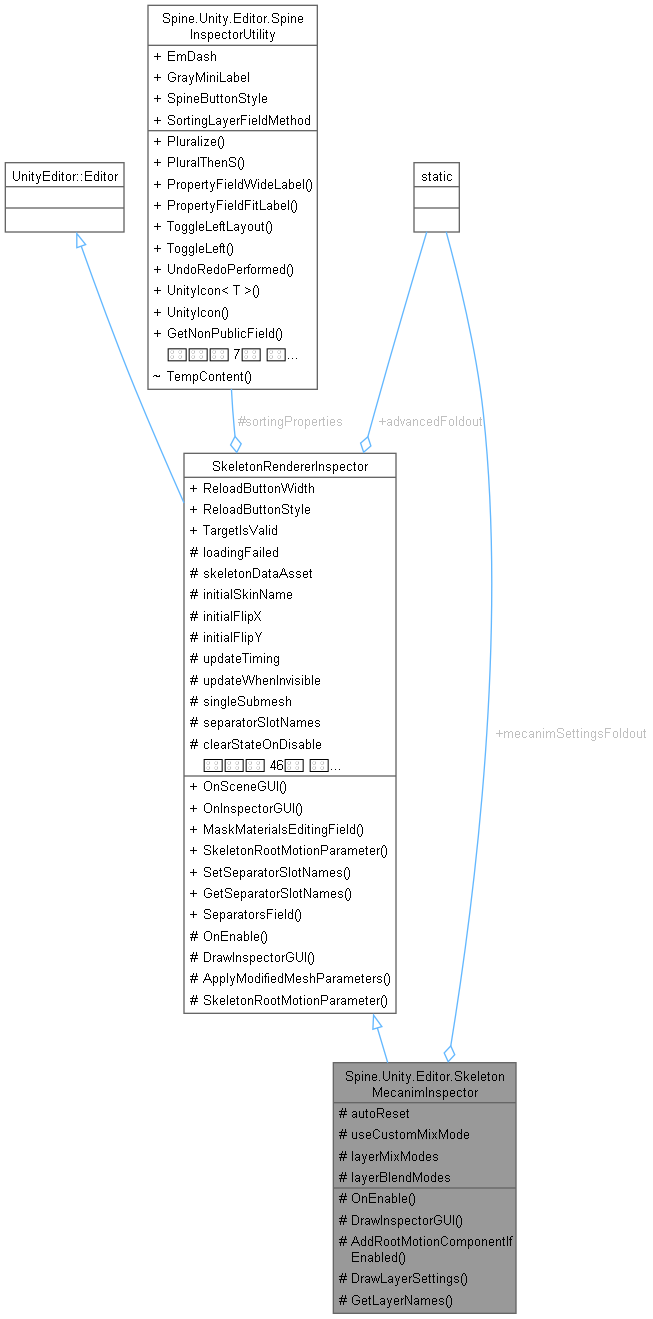 Spine.Unity.Editor.Spine
InspectorUtility
+ EmDash
+ GrayMiniLabel
+ SpineButtonStyle
+ SortingLayerFieldMethod
+ Pluralize()
+ PluralThenS()
+ PropertyFieldWideLabel()
+ PropertyFieldFitLabel()
+ ToggleLeftLayout()
+ ToggleLeft()
+ UndoRedoPerformed()
+ UnityIcon< T >()
+ UnityIcon()
+ GetNonPublicField()
7 ...
~ TempContent()
UnityEditor::Editor
static
#sortingProperties
+advancedFoldout
SkeletonRendererInspector
+ ReloadButtonWidth
+ ReloadButtonStyle
+ TargetIsValid
# loadingFailed
# skeletonDataAsset
# initialSkinName
# initialFlipX
# initialFlipY
# updateTiming
# updateWhenInvisible
# singleSubmesh
# separatorSlotNames
# clearStateOnDisable
46 ...
+ OnSceneGUI()
+ OnInspectorGUI()
+ MaskMaterialsEditingField()
+ SkeletonRootMotionParameter()
+ SetSeparatorSlotNames()
+ GetSeparatorSlotNames()
+ SeparatorsField()
# OnEnable()
# DrawInspectorGUI()
# ApplyModifiedMeshParameters()
# SkeletonRootMotionParameter()
+mecanimSettingsFoldout
Spine.Unity.Editor.Skeleton
MecanimInspector
# autoReset
# useCustomMixMode
# layerMixModes
# layerBlendModes
# OnEnable()
# DrawInspectorGUI()
# AddRootMotionComponentIf
Enabled()
# DrawLayerSettings()
# GetLayerNames()